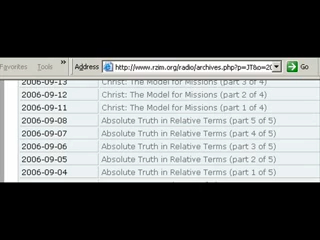 Favorites Tools Address http://www.rzim.org/radio/archives.php?p=JT&o=20 Go
2006-09-13 Christ: The Model for Missions (part 3 of 4)
2006-09-12 Christ: The Model for Missions (part 2 of 4)
2006-09-11 Christ: The Model for Missions (part 1 of 4)
2006-09-08 Absolute Truth in Relative Terms (part 5 of 5)
2006-09-07 Absolute Truth in Relative Terms (part 4 of 5)
2006-09-06 Absolute Truth in Relative Terms (part 3 of 5)
2006-09-05 Absolute Truth in Relative Terms (part 2 of 5)
2006-09-04 Absolute Truth in Relative Terms (part 1 of 5)